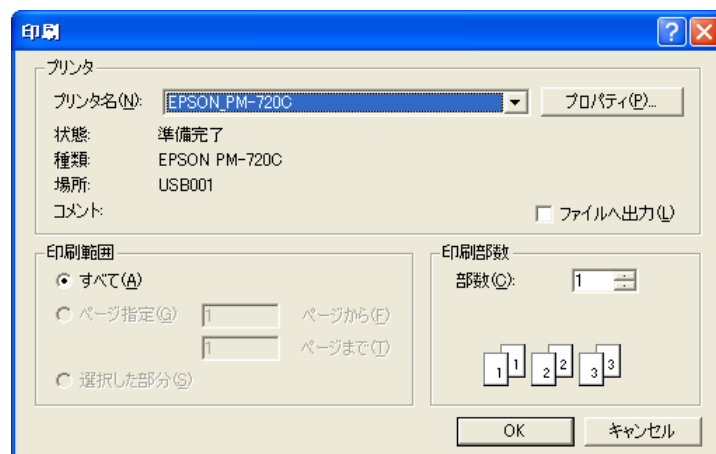 印刷
プリンタ
プリンタ名(N): EPSON PM-720C プロパティ(P)...
状態: 準備完了
種類: EPSON PM-720C
場所: USB001
コメント: ファイルへ出力(L)
印刷範囲
すべて(A)
ページ指定(G) 1 ページから(F)
1 ページまで(T)
選択した部分(S)
印刷部数
部数(C): 1
1 1 2 2 3 3
OK キャンセル